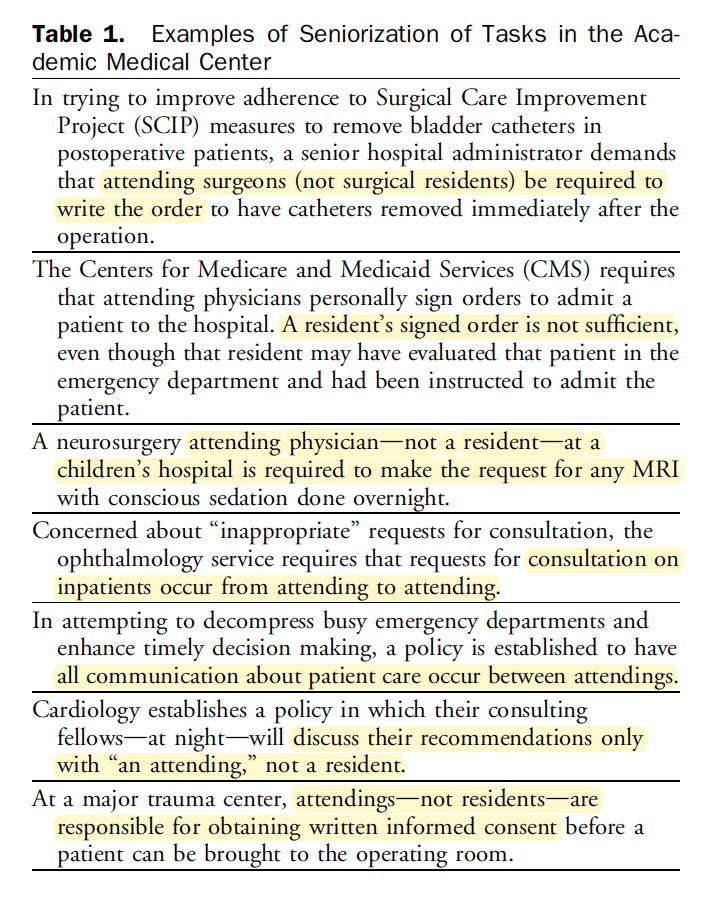 Table 1. Examples of Seniorization of Tasks in the Aca-
demic Medical Center
In trying to improve adherence to Surgical Care Improvement
Project (SCIP) measures to remove bladder catheters in
postoperative patients, a senior hospital administrator demands
that attending surgeons (not surgical residents) be required to
write the order to have catheters removed immediately after the
operation.
The Centers for Medicare and Medicaid Services (CMS) requires
that attending physicians personally sign orders to admit a
patient to the hospital. A resident’s signed order is not sufficient,
even though that resident may have evaluated that patient in the
emergency department and had been instructed to admit the
patient.
A neurosurgery attending physician—not a resident—at a
children’s hospital is required to make the request for any MRI
with conscious sedation done overnight.
Concerned about “inappropriate” requests for consultation, the
ophthalmology service requires that requests for consultation on
inpatients occur from attending to attending.
In attempting to decompress busy emergency departments and
enhance timely decision making, a policy is established to have
all communication about patient care occur between attendings.
Cardiology establishes a policy in which their consulting
fellows—at night—will discuss their recommendations only
with “an attending,” not a resident.
At a major trauma center, attendings—not residents—are
responsible for obtaining written informed consent before a
patient can be brought to the operating room.